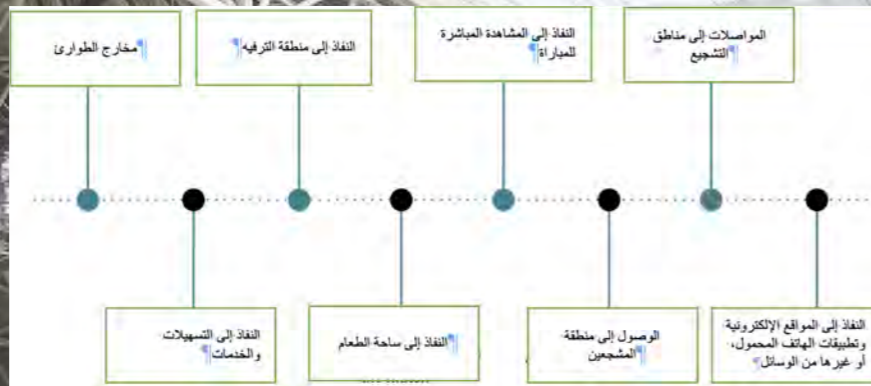 المواصلات إلى مناطق
التشجيع
النفاذ إلى المشاهدة المباشرة
للمباراة
النفاذ إلى منطقة الترفيه
مخارج الطوارئ
النفاذ إلى المواقع الإلكترونية
وتطبيقات الهاتف المحمول،
أو غيرها من الوسائل
الوصول إلى منطقة
المشجعين
النفاذ إلى ساحة الطعام
النفاذ إلى التسهيلات
والخدمات